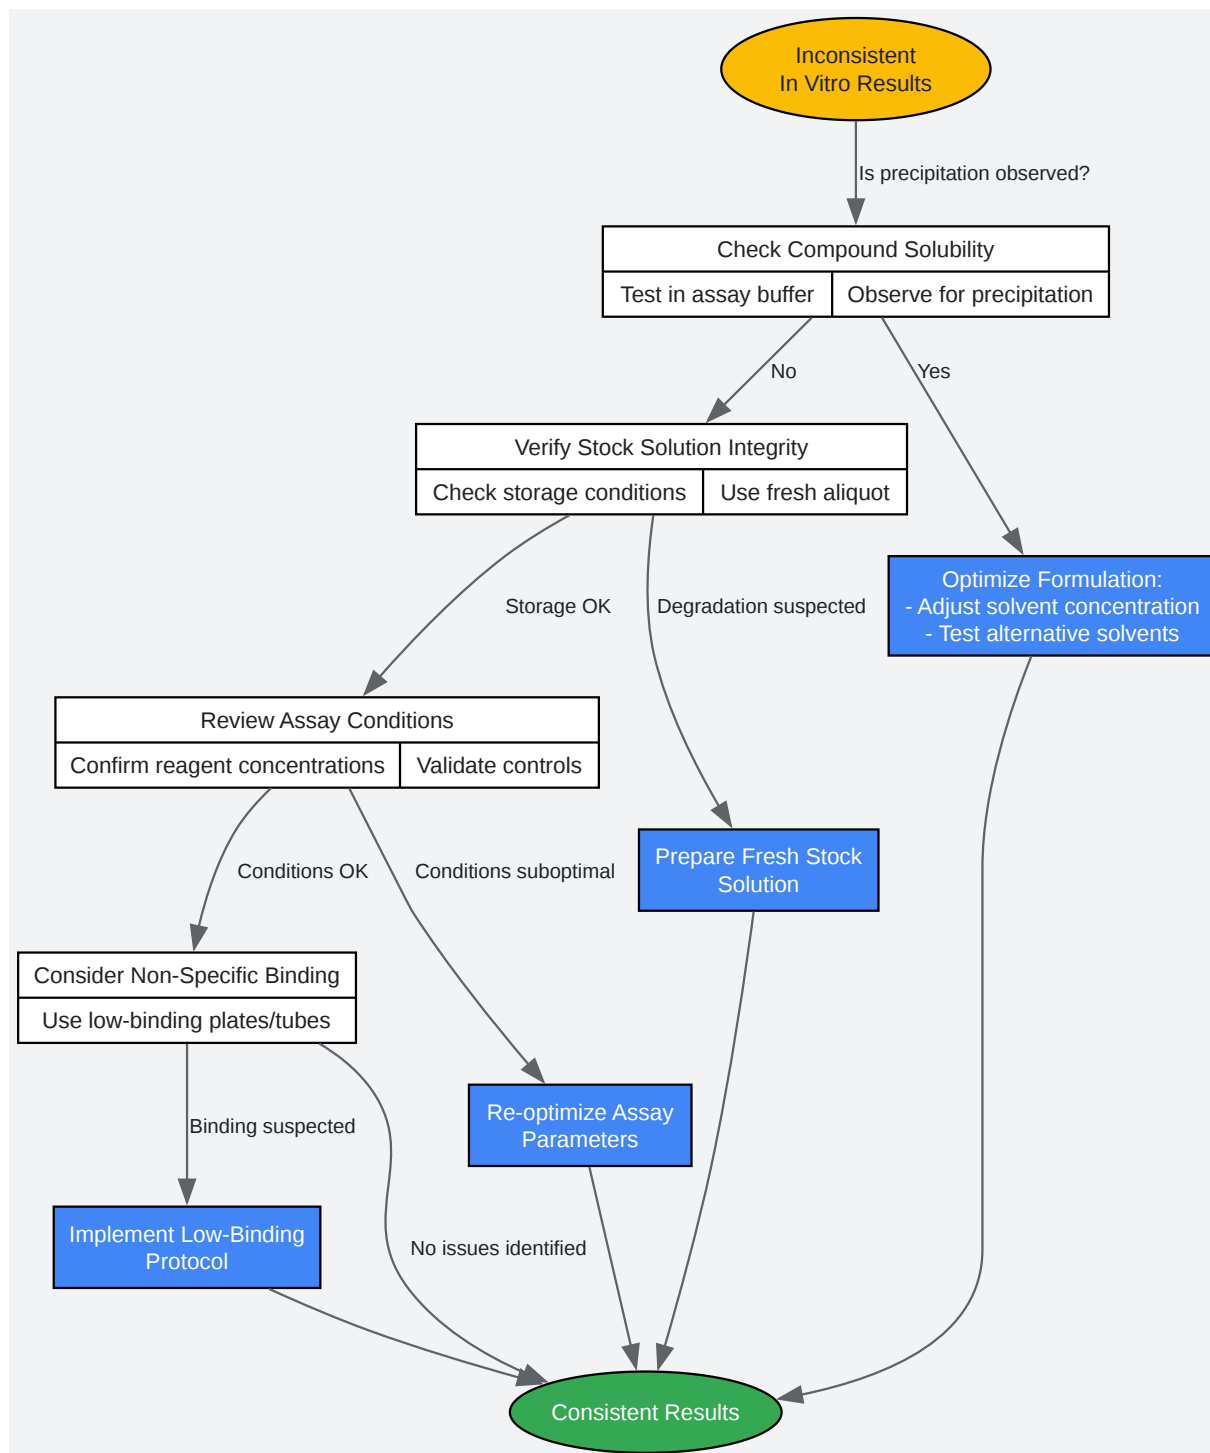 Inconsistent
In Vitro Results
Is precipitation observed?
Check Compound Solubility
Test in assay buffer
Observe for precipitation
No
Yes
Verify Stock Solution Integrity
Check storage conditions
Use fresh aliquot
Optimize Formulation:
- Adjust solvent concentration
- Test alternative solvents
Storage OK
Degradation suspected
Review Assay Conditions
Confirm reagent concentrations
Validate controls
Prepare Fresh Stock
Solution
Conditions OK
Conditions suboptimal
Consider Non-Specific Binding
Use low-binding plates/tubes
Re-optimize Assay
Parameters
Binding suspected
Implement Low-Binding
Protocol
No issues identified
Consistent Results